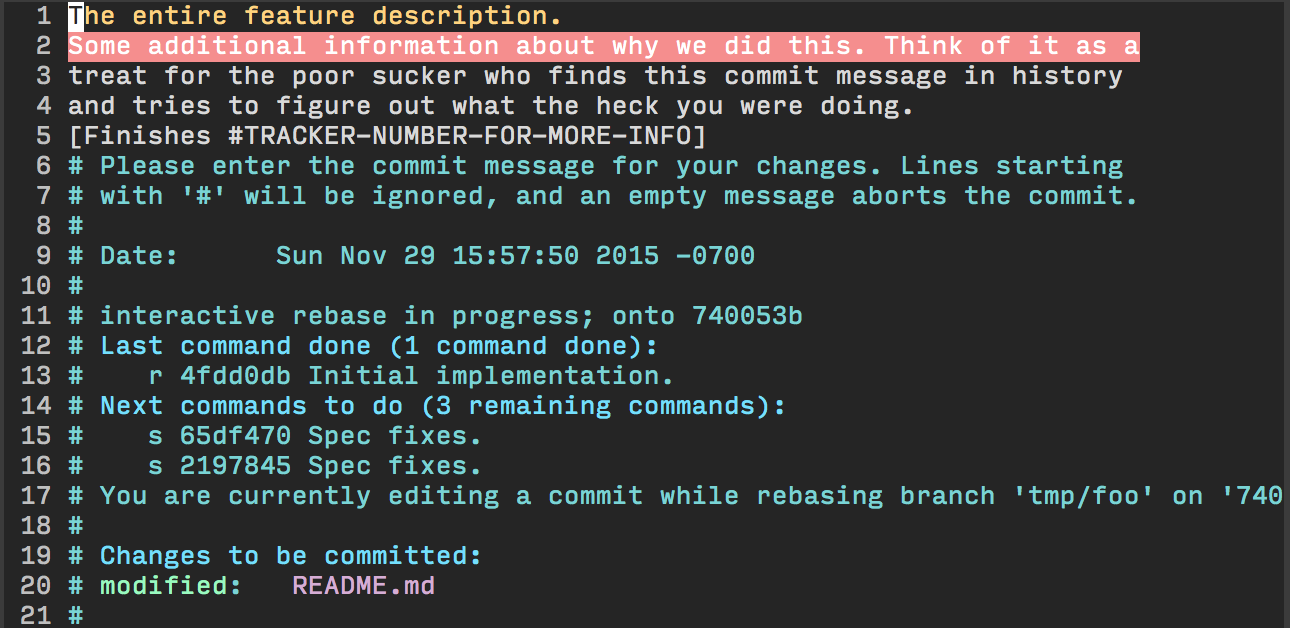 1 The entire feature description.
2 Some additional information about why we did this. Think of it as a
3 treat for the poor sucker who finds this commit message in history
4 and tries to figure out what the heck you were doing.
5 [Finishes #TRACKER-NUMBER-FOR-MORE-INFO]
6 # Please enter the commit message for your changes. Lines starting
7 # with '#' will be ignored, and an empty message aborts the commit.
8 #
9 # Date:      Sun Nov 29 15:57:50 2015 -0700
10 #
11 # interactive rebase in progress; onto 740053b
12 # Last command done (1 command done):
13 #    r 4fdd0db Initial implementation.
14 # Next commands to do (3 remaining commands):
15 #    s 65df470 Spec fixes.
16 #    s 2197845 Spec fixes.
17 # You are currently editing a commit while rebasing branch 'tmp/foo' on '740
18 #
19 # Changes to be committed:
20 # modified:   README.md
21 #